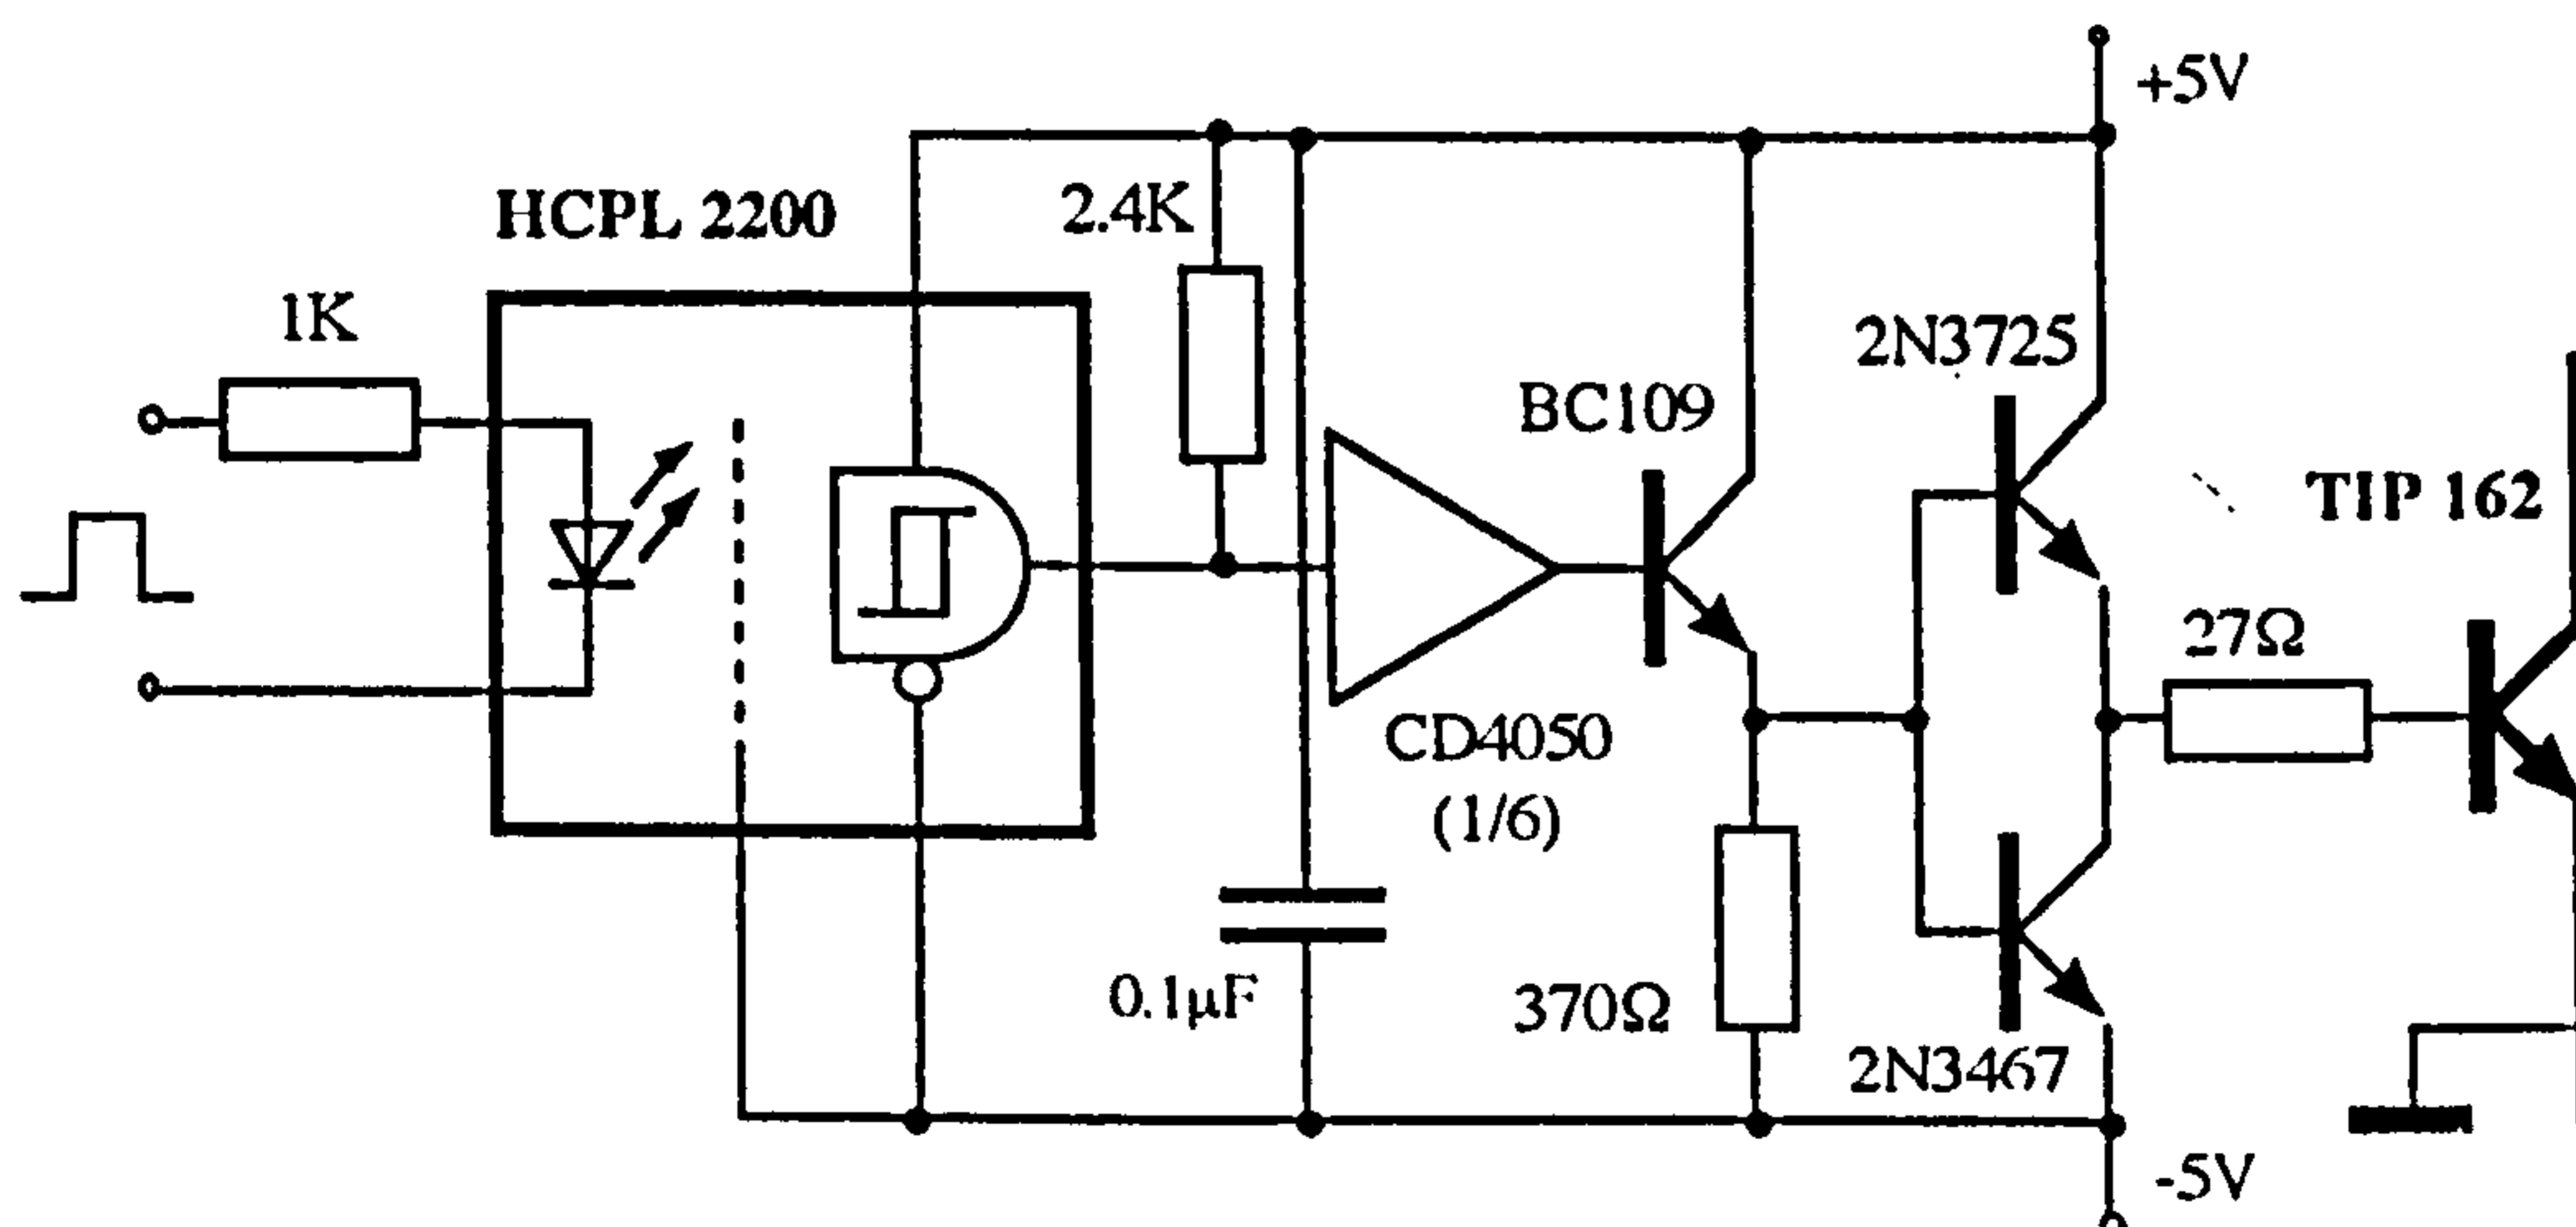 +5V
HCPL 2200
2.4K
1K
2N3725
BC109
TIP 162
27Ω
CD4050
(1/6)
0.1μF
370Ω
2N3467
-5V